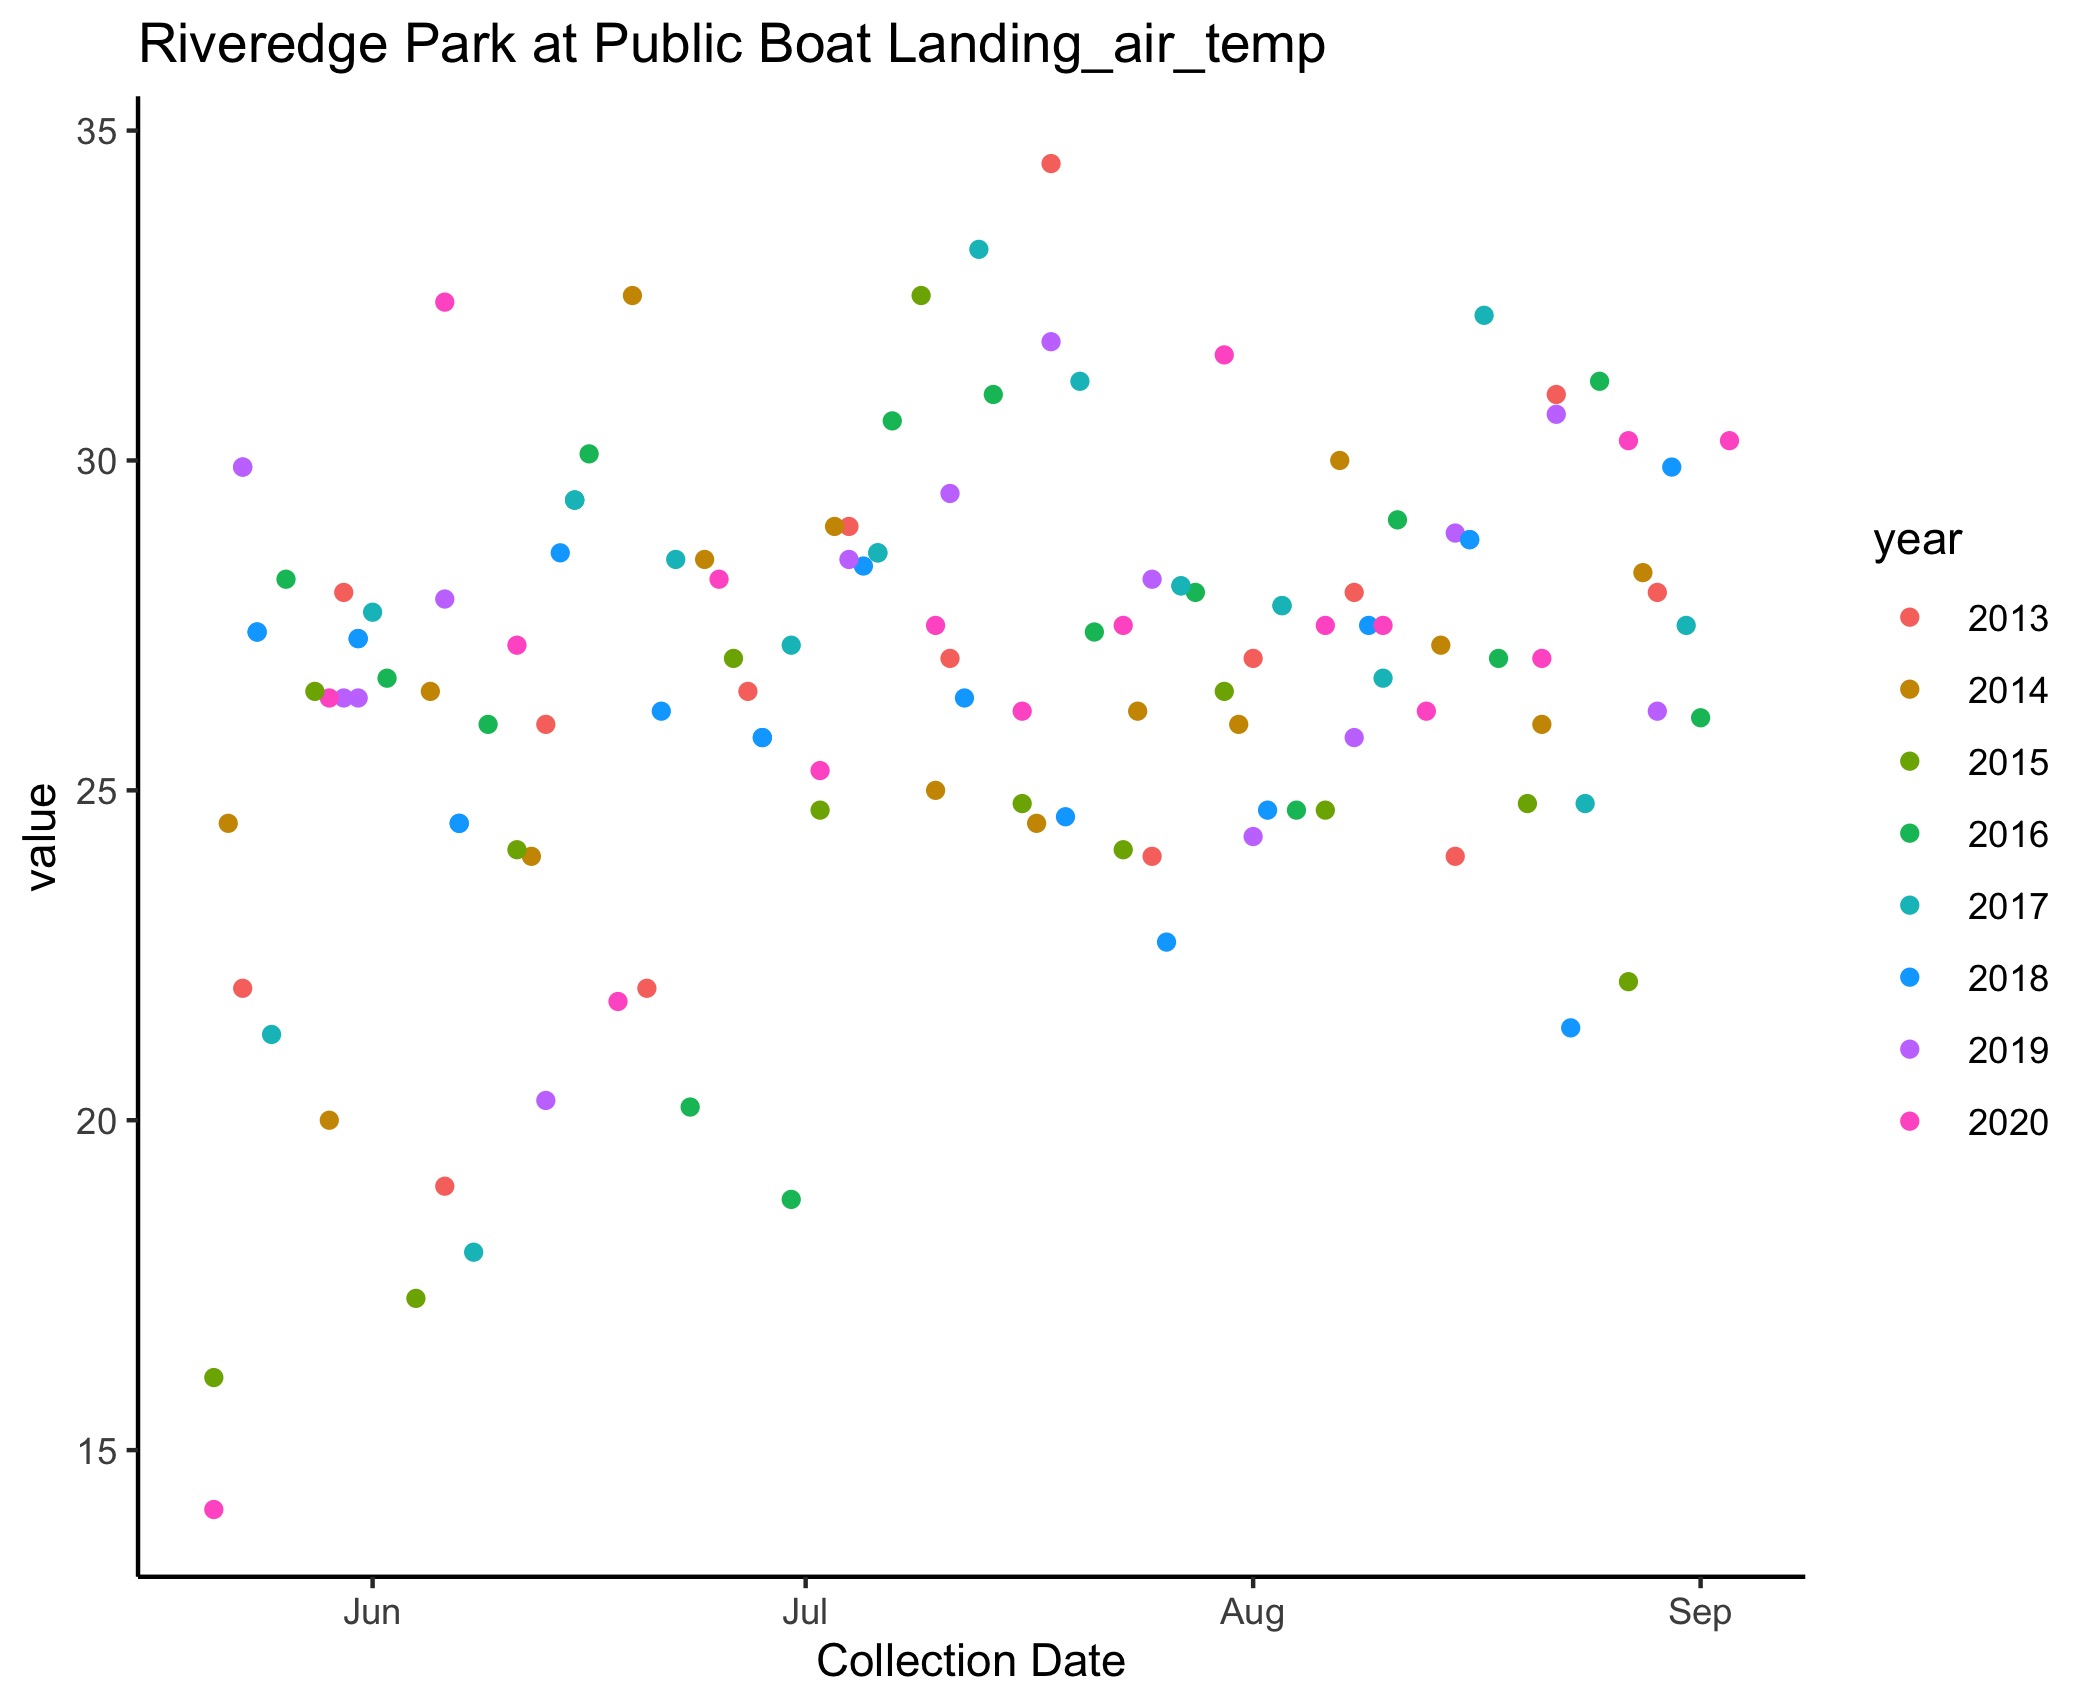 Riveredge Park at Public Boat Landing_air_temp
35
30
25
20
15
value
Jun
Jul
Aug
Sep
Collection Date
year
2013
2014
2015
2016
2017
2018
2019
2020